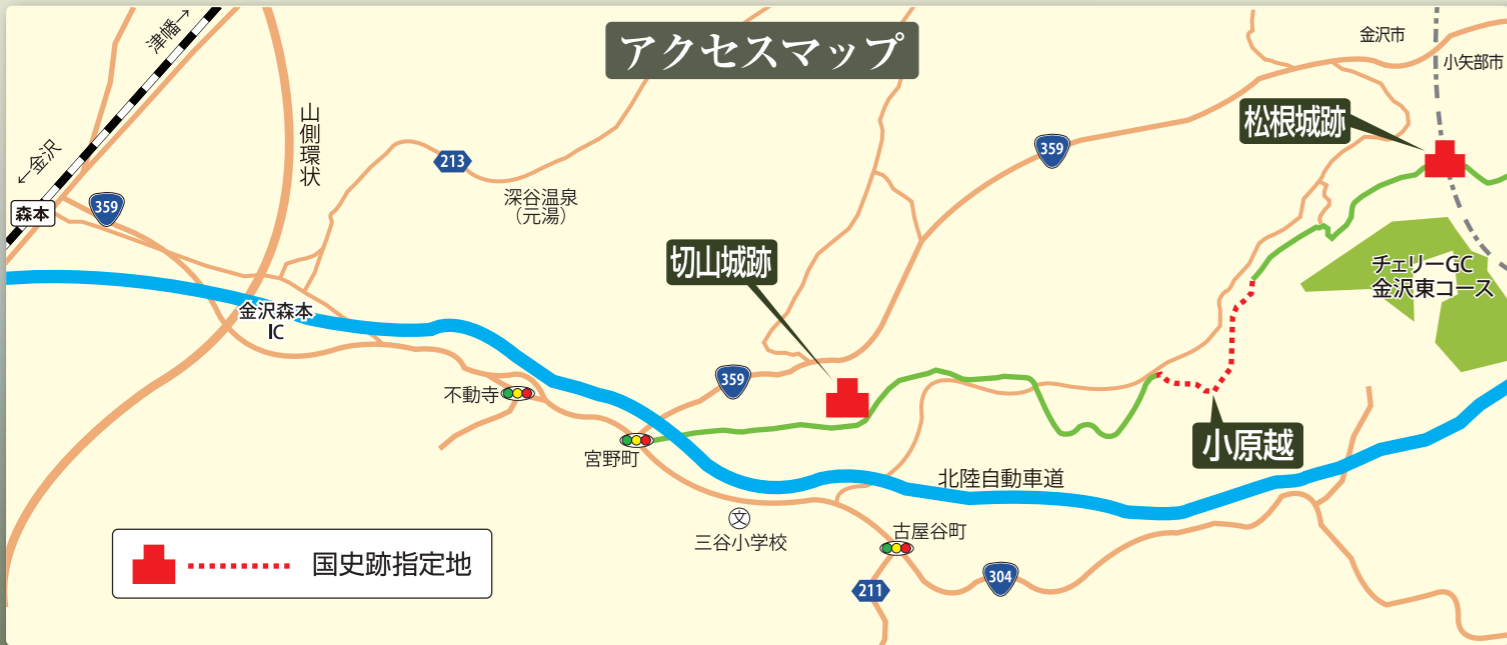 アクセスマップ
津幡→
←金沢
森本
359
山側環状
213
深谷温泉
(元湯)
359
金沢市
小矢部市
松根城跡
切山城跡
チェリーGC
金沢東コース
金沢森本
IC
不動寺
359
宮野町
小原越
北陸自動車道
文
三谷小学校
古屋谷町
211
304
国史跡指定地